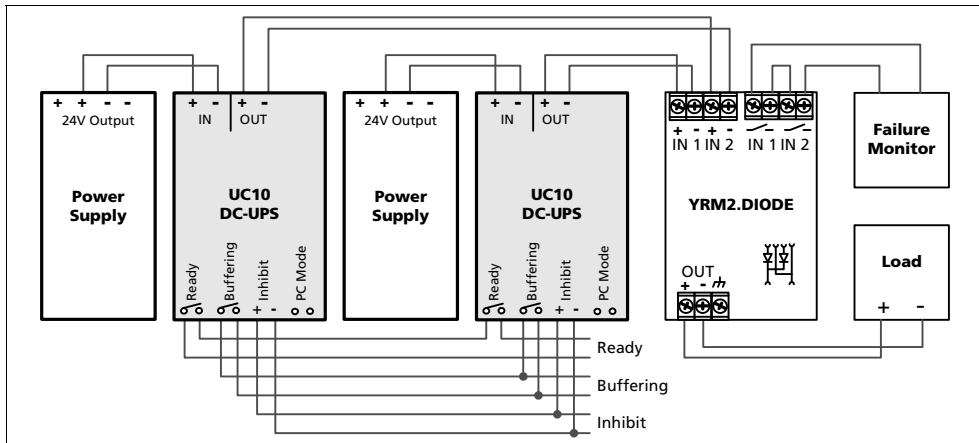 + + - -
24V Output
Power
Supply
+ - + -
IN OUT
UC10
DC-UPS
Ready
Buffering
Inhibit
PC Mode
+ -
+ + - -
24V Output
Power
Supply
+ - + -
IN OUT
UC10
DC-UPS
Ready
Buffering
Inhibit
PC Mode
+ -
+ - + -
IN 1 IN 2 IN 1 IN 2
YRM2.DIODE
OUT
+ -
Failure
Monitor
Load
+ -
Ready
Buffering
Inhibit